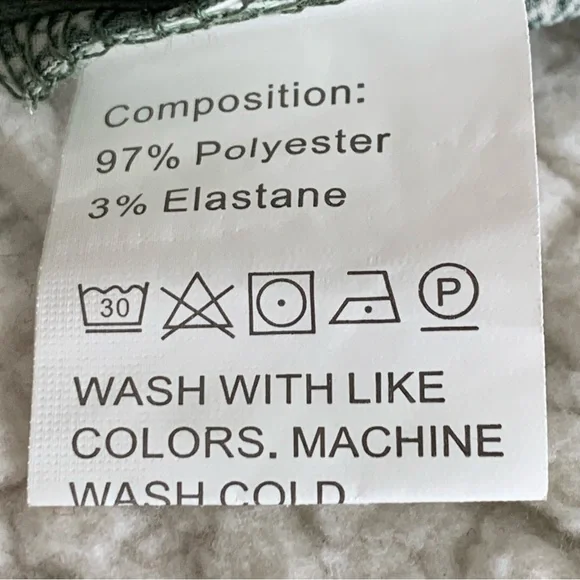 Composition:
97% Polyester
3% Elastane
30 P
WASH WITH LIKE
COLORS. MACHINE
WASH COLD